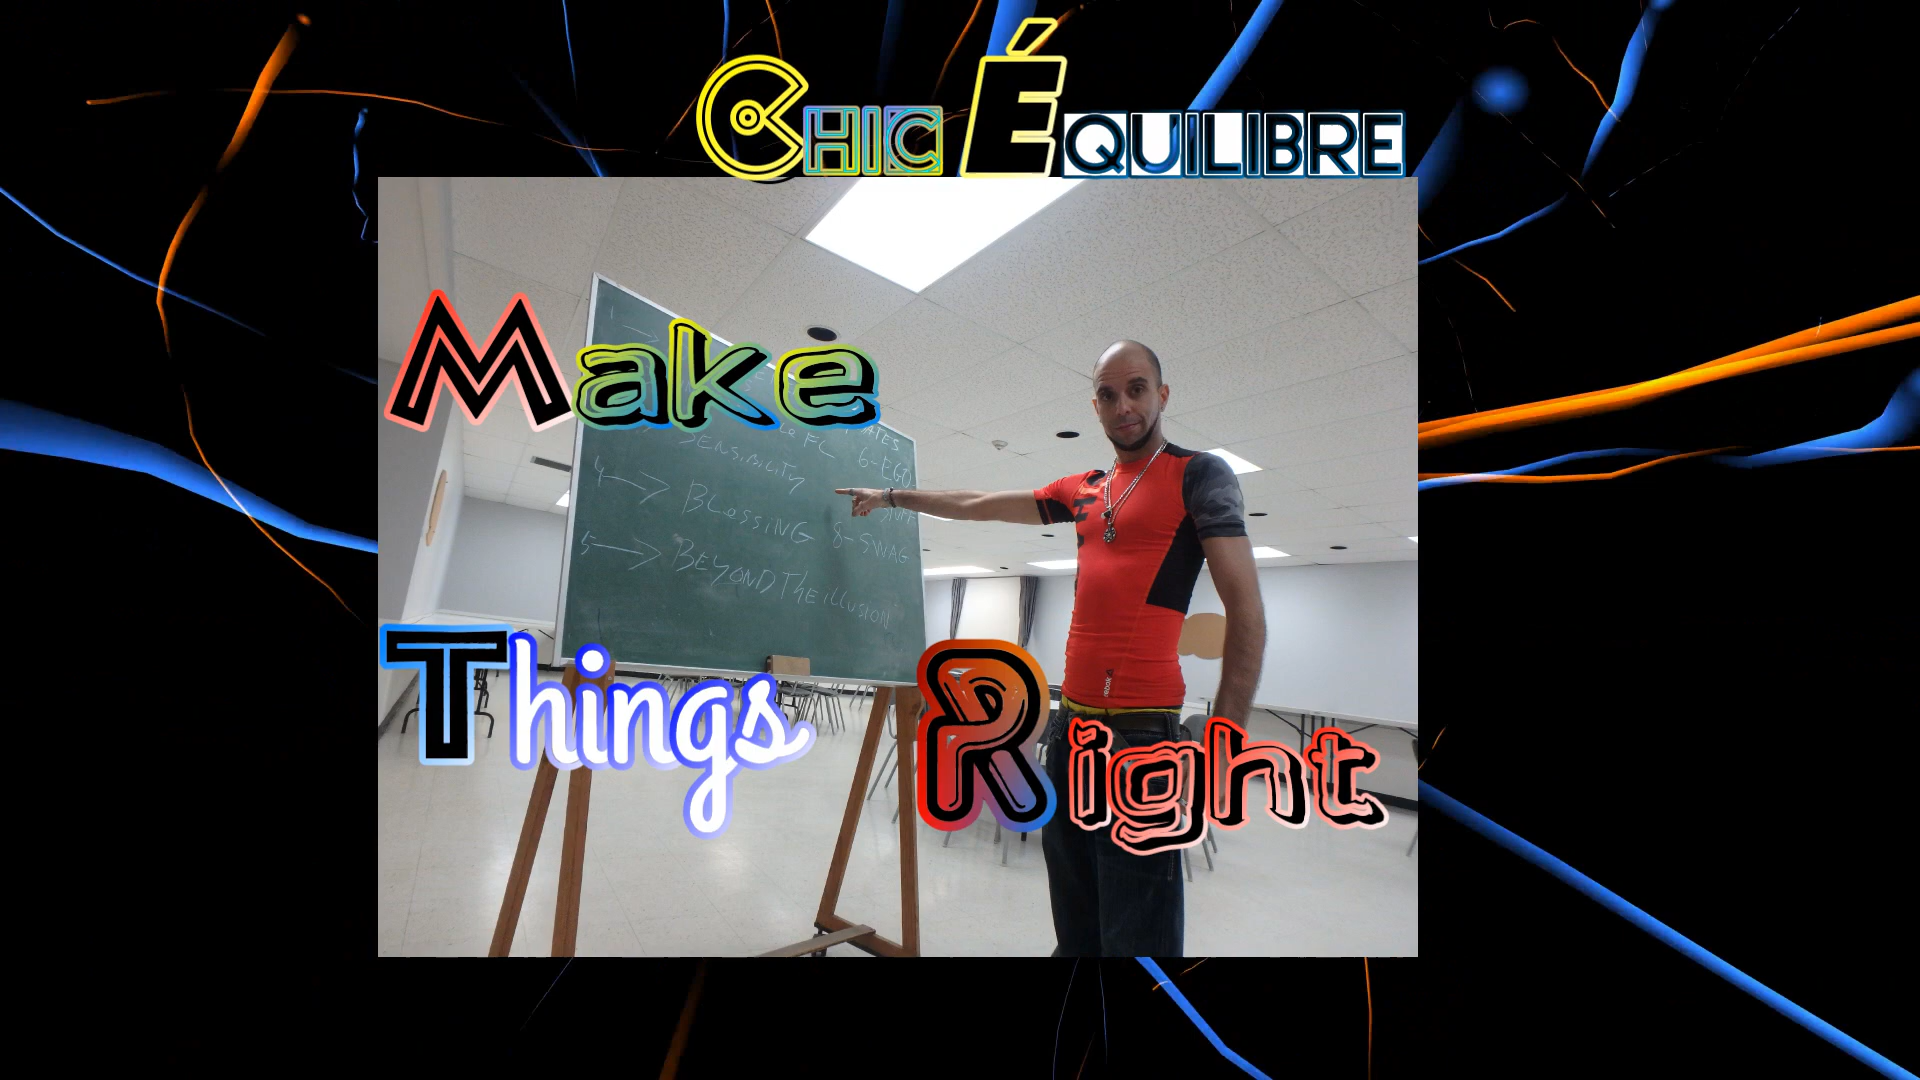 Chic Équilibre
Make
SENSIBILITY
6-EGO
4 → BLOSSING
8-SWAG
5 → BEYOND The illusion
Things
Right